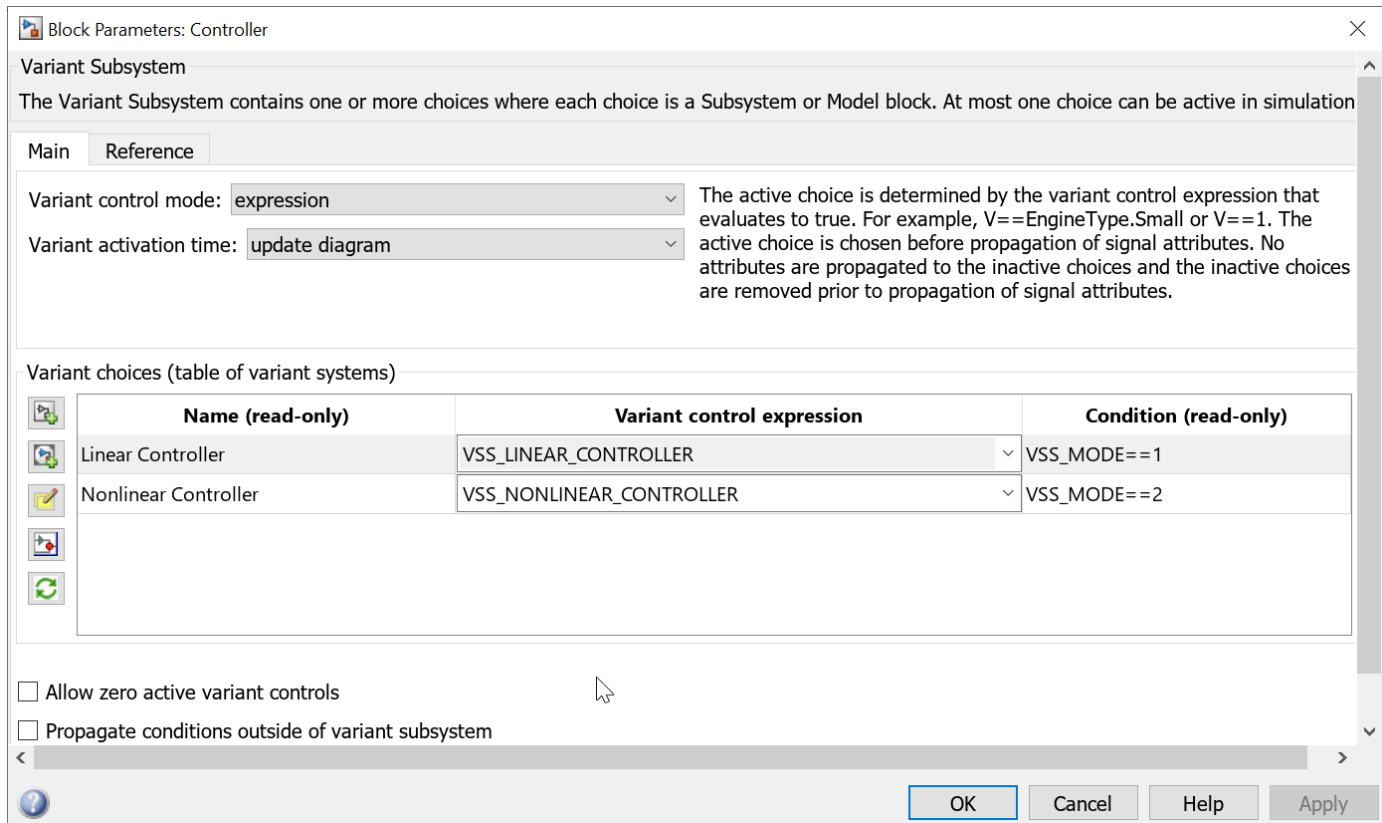 Block Parameters: Controller
Variant Subsystem
The Variant Subsystem contains one or more choices where each choice is a Subsystem or Model block. At most one choice can be active in simulation
Main Reference
Variant control mode: expression
Variant activation time: update diagram
The active choice is determined by the variant control expression that
evaluates to true. For example, V==EngineType.Small or V==1. The
active choice is chosen before propagation of signal attributes. No
attributes are propagated to the inactive choices and the inactive choices
are removed prior to propagation of signal attributes.
Variant choices (table of variant systems)
Name (read-only) Variant control expression Condition (read-only)
Linear Controller VSS_LINEAR_CONTROLLER VSS_MODE==1
Nonlinear Controller VSS_NONLINEAR_CONTROLLER VSS_MODE==2
Allow zero active variant controls
Propagate conditions outside of variant subsystem
OK Cancel Help Apply